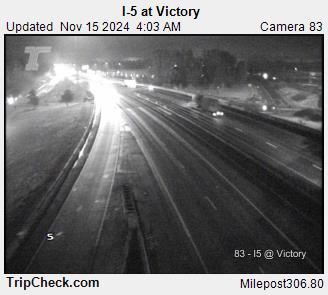 I-5 at Victory
Updated Nov 15 2024 4:03 AM Camera 83
S
83 - I5 @ Victory
TripCheck.com Milepost306.80